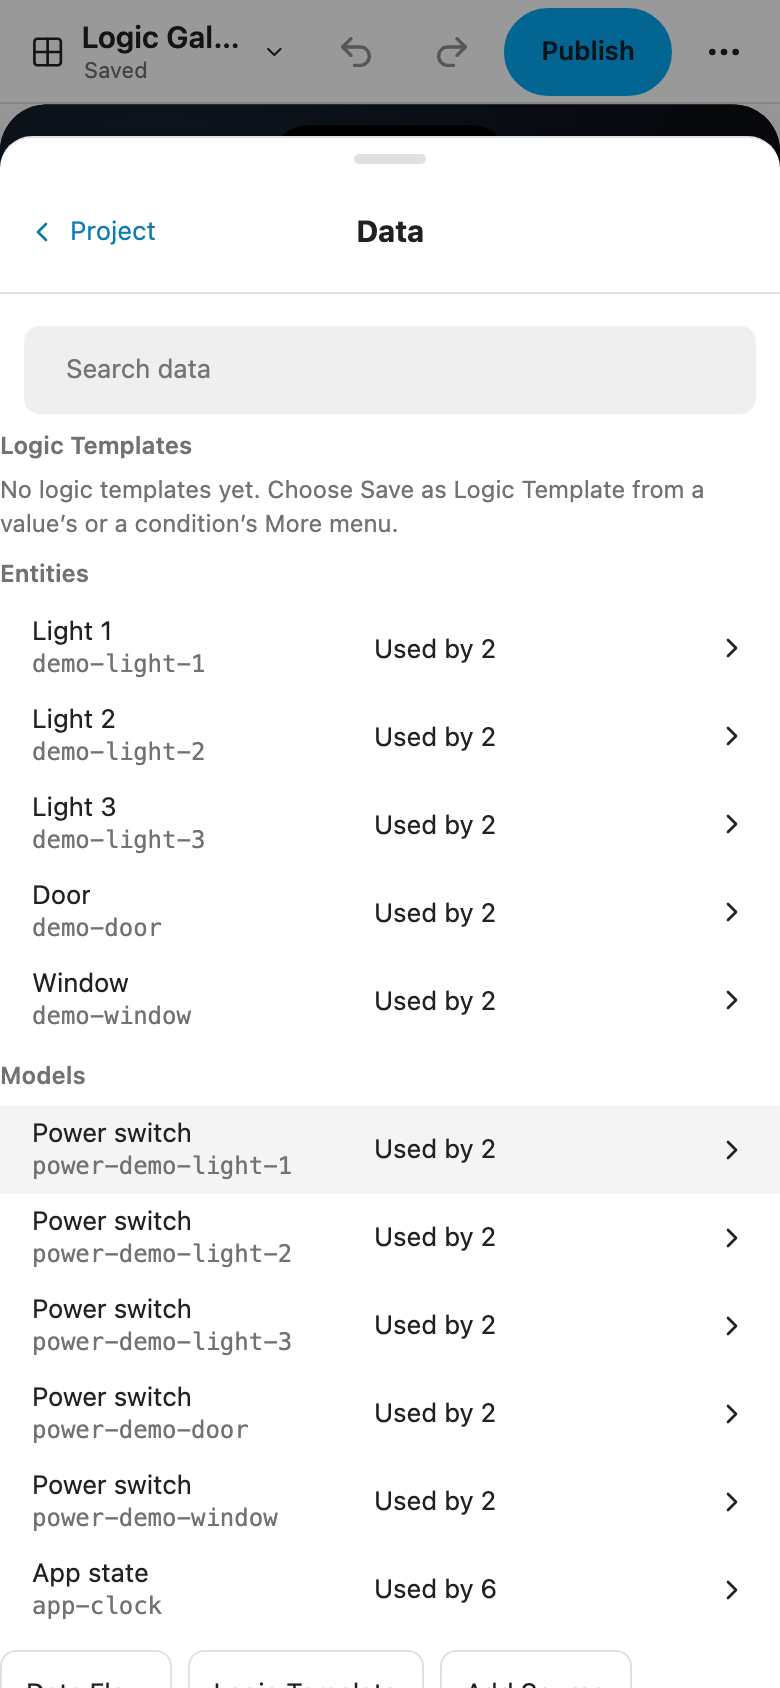 Logic Gal...
Saved
Publish
Project
Data
Search data
Logic Templates
No logic templates yet. Choose Save as Logic Template from a
value’s or a condition’s More menu.
Entities
Light 1
demo-light-1
Used by 2
Light 2
demo-light-2
Used by 2
Light 3
demo-light-3
Used by 2
Door
demo-door
Used by 2
Window
demo-window
Used by 2
Models
Power switch
power-demo-light-1
Used by 2
Power switch
power-demo-light-2
Used by 2
Power switch
power-demo-light-3
Used by 2
Power switch
power-demo-door
Used by 2
Power switch
power-demo-window
Used by 2
App state
app-clock
Used by 6
Logic Template